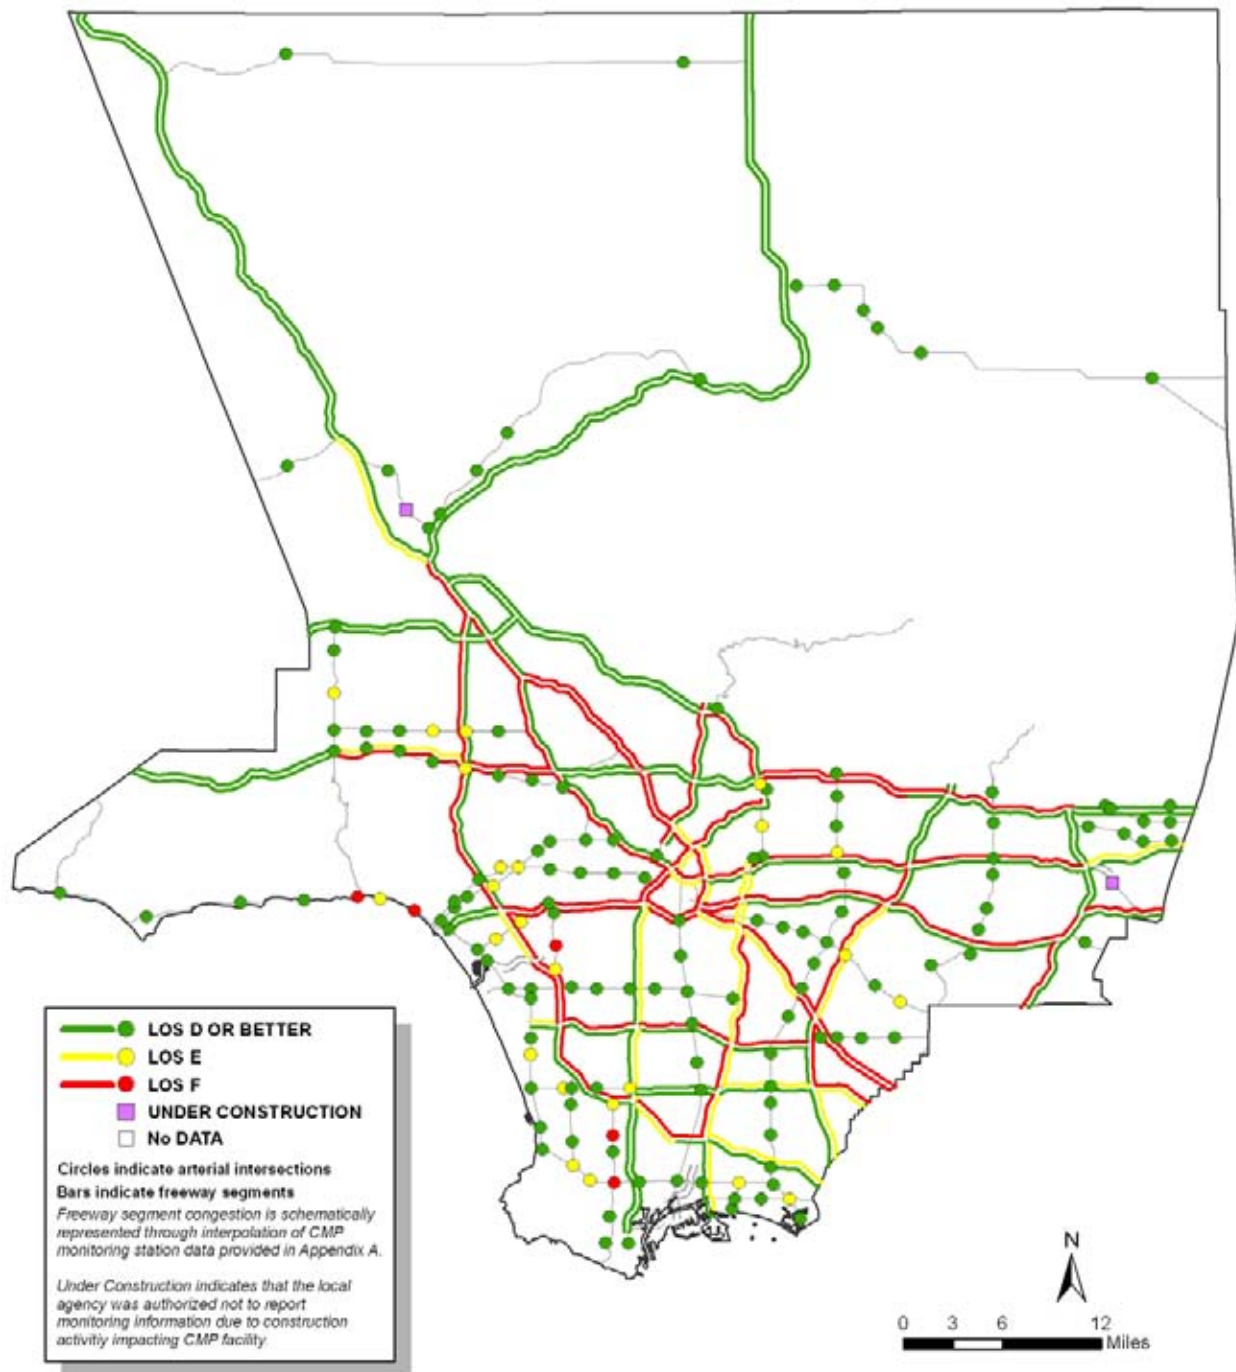 LOS D OR BETTER
LOS E
LOS F
UNDER CONSTRUCTION
No DATA
Circles indicate arterial intersections
Bars indicate freeway segments
Freeway segment congestion is schematically
represented through interpolation of CMP
monitoring station data provided in Appendix A.
Under Construction indicates that the local
agency was authorized not to report
monitoring information due to construction
activitiy impacting CMP facility.
N
0 3 6 12
Miles